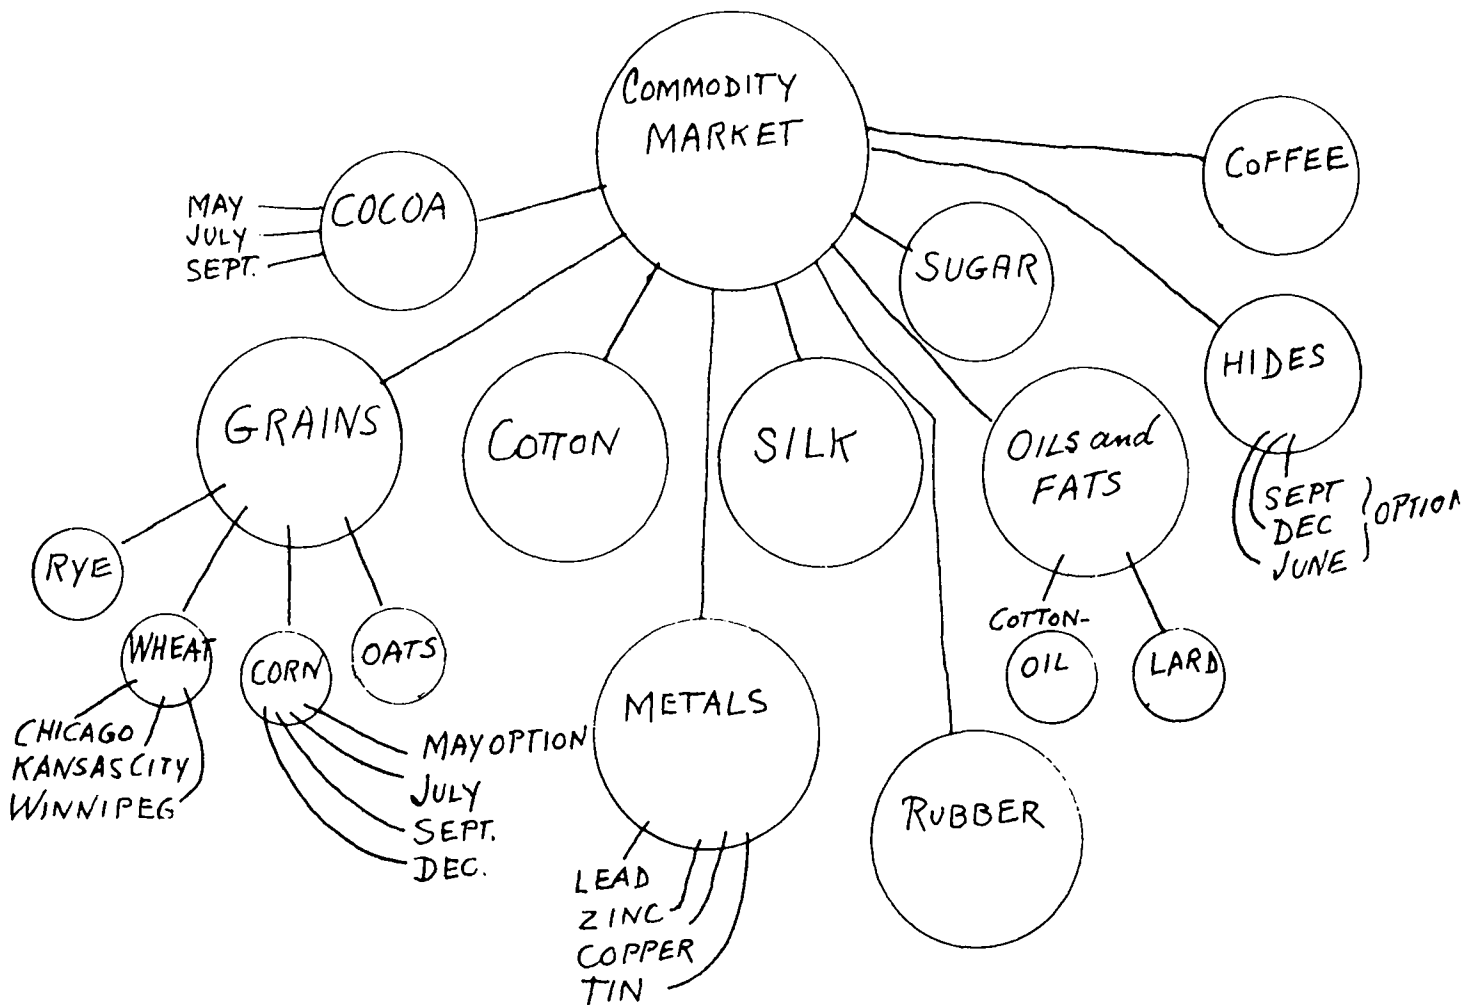 COMMODITY
MARKET
COFFEE
COCOA
MAY
JULY
SEPT.
SUGAR
HIDES
SEPT
DEC
JUNE
OPTION
GRAINS
COTTON
SILK
OILS and
FATS
RYE
WHEAT
CORN
OATS
COTTON-
OIL
LARD
CHICAGO
KANSAS CITY
WINNIPEG
MAY OPTION
JULY
SEPT.
DEC.
METALS
LEAD
ZINC
COPPER
TIN
RUBBER